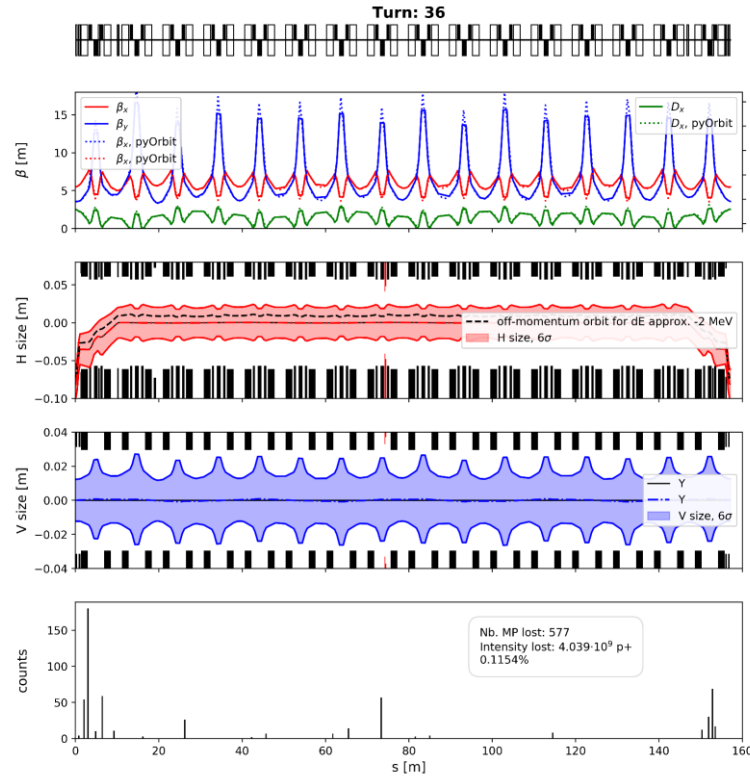 Turn: 36
β [m]
15
10
5
0
βx
βy
βx, pyOrbit
βx, pyOrbit
Dx
Dx, pyOrbit
H size [m]
0.05
0.00
−0.05
−0.10
off-momentum orbit for dE approx. -2 MeV
H size, 6σ
V size [m]
0.04
0.02
0.00
−0.02
−0.04
Y
Y
V size, 6σ
counts
150
100
50
0
Nb. MP lost: 577
Intensity lost: 4.039·10⁹ p+
0.1154%
0 20 40 60 80 100 120 140 160
s [m]